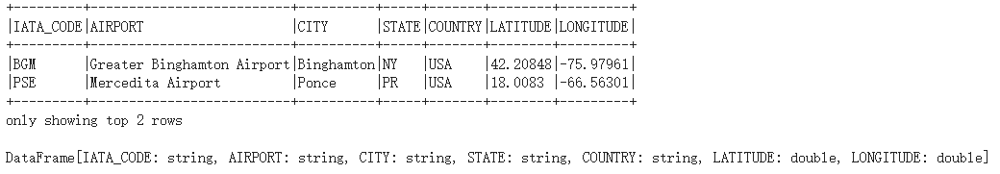 +---------+--------------------------+----------+-----+-------+--------+---------+
|IATA_CODE|AIRPORT                   |CITY      |STATE|COUNTRY|LATITUDE|LONGITUDE|
+---------+--------------------------+----------+-----+-------+--------+---------+
|BGM      |Greater Binghamton Airport|Binghamton|NY   |USA    |42.20848|-75.97961|
|PSE      |Mercedita Airport         |Ponce     |PR   |USA    |18.0083 |-66.56301|
+---------+--------------------------+----------+-----+-------+--------+---------+
only showing top 2 rows
DataFrame[IATA_CODE: string, AIRPORT: string, CITY: string, STATE: string, COUNTRY: string, LATITUDE: double, LONGITUDE: double]